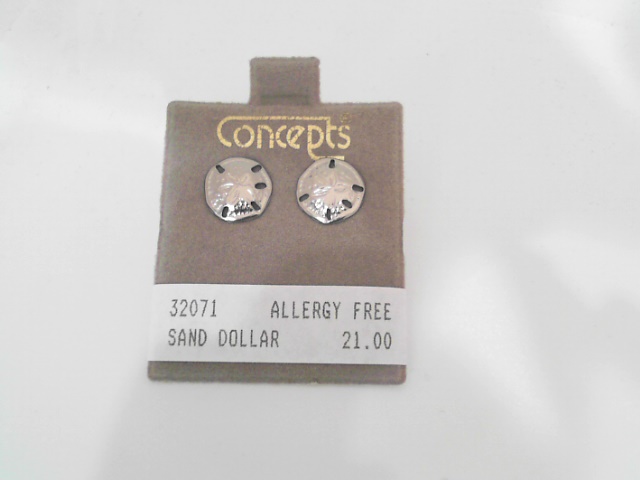 Concepts
32071 ALLERGY FREE
SAND DOLLAR 21.00